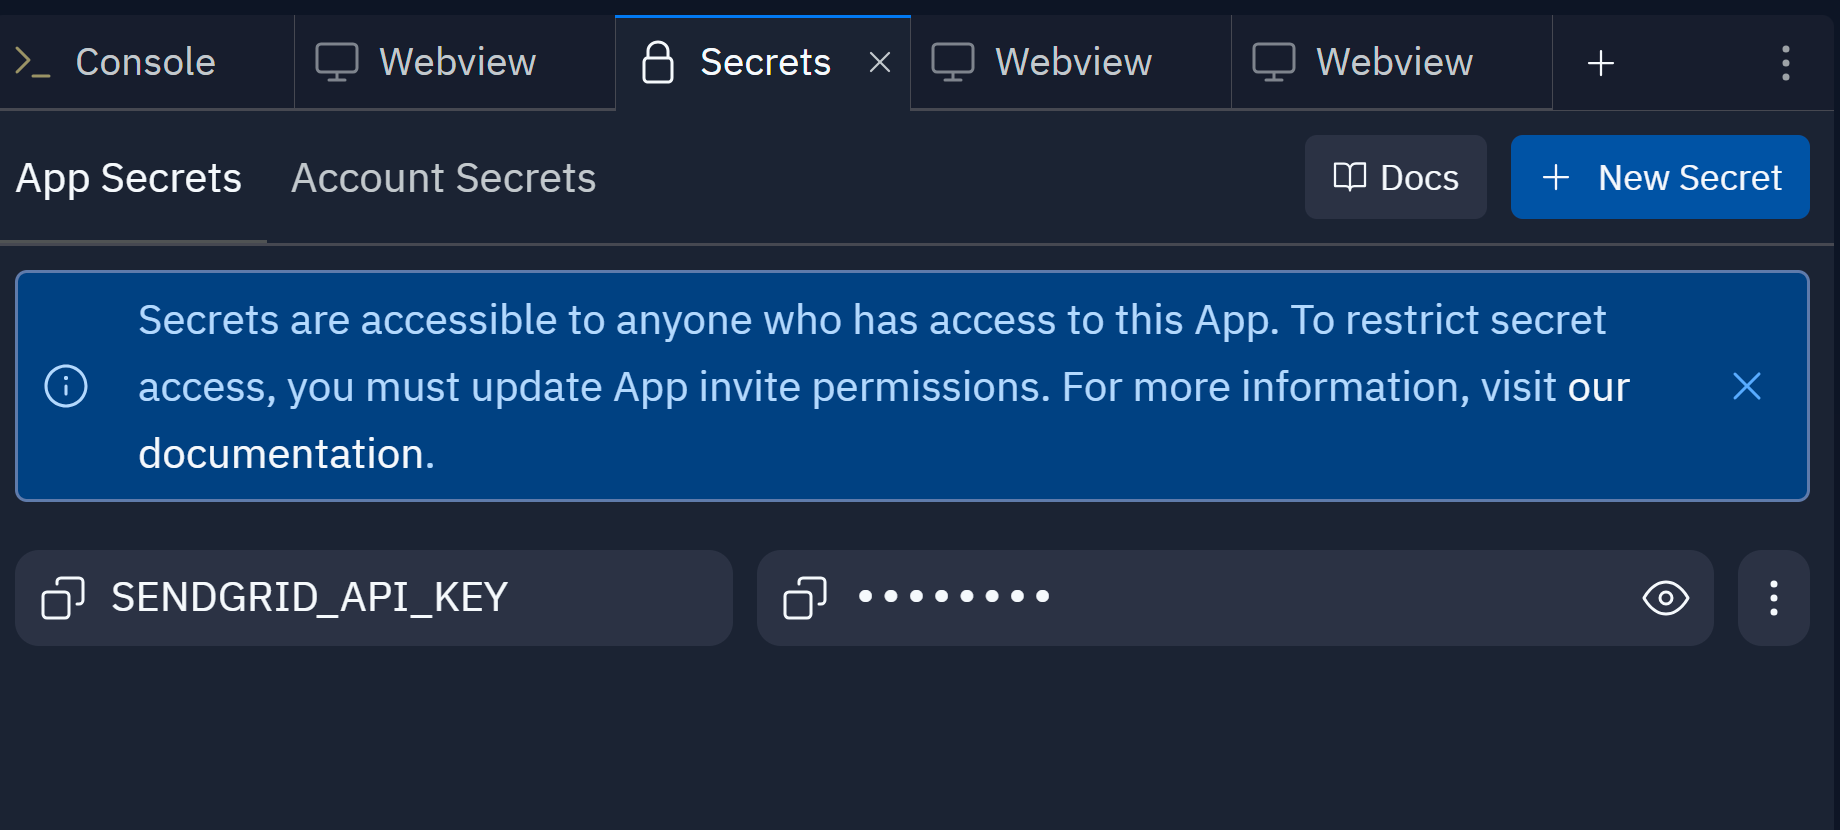 Console Webview Secrets Webview Webview
App Secrets Account Secrets Docs New Secret
Secrets are accessible to anyone who has access to this App. To restrict secret
access, you must update App invite permissions. For more information, visit our
documentation.
SENDGRID_API_KEY ••••••••